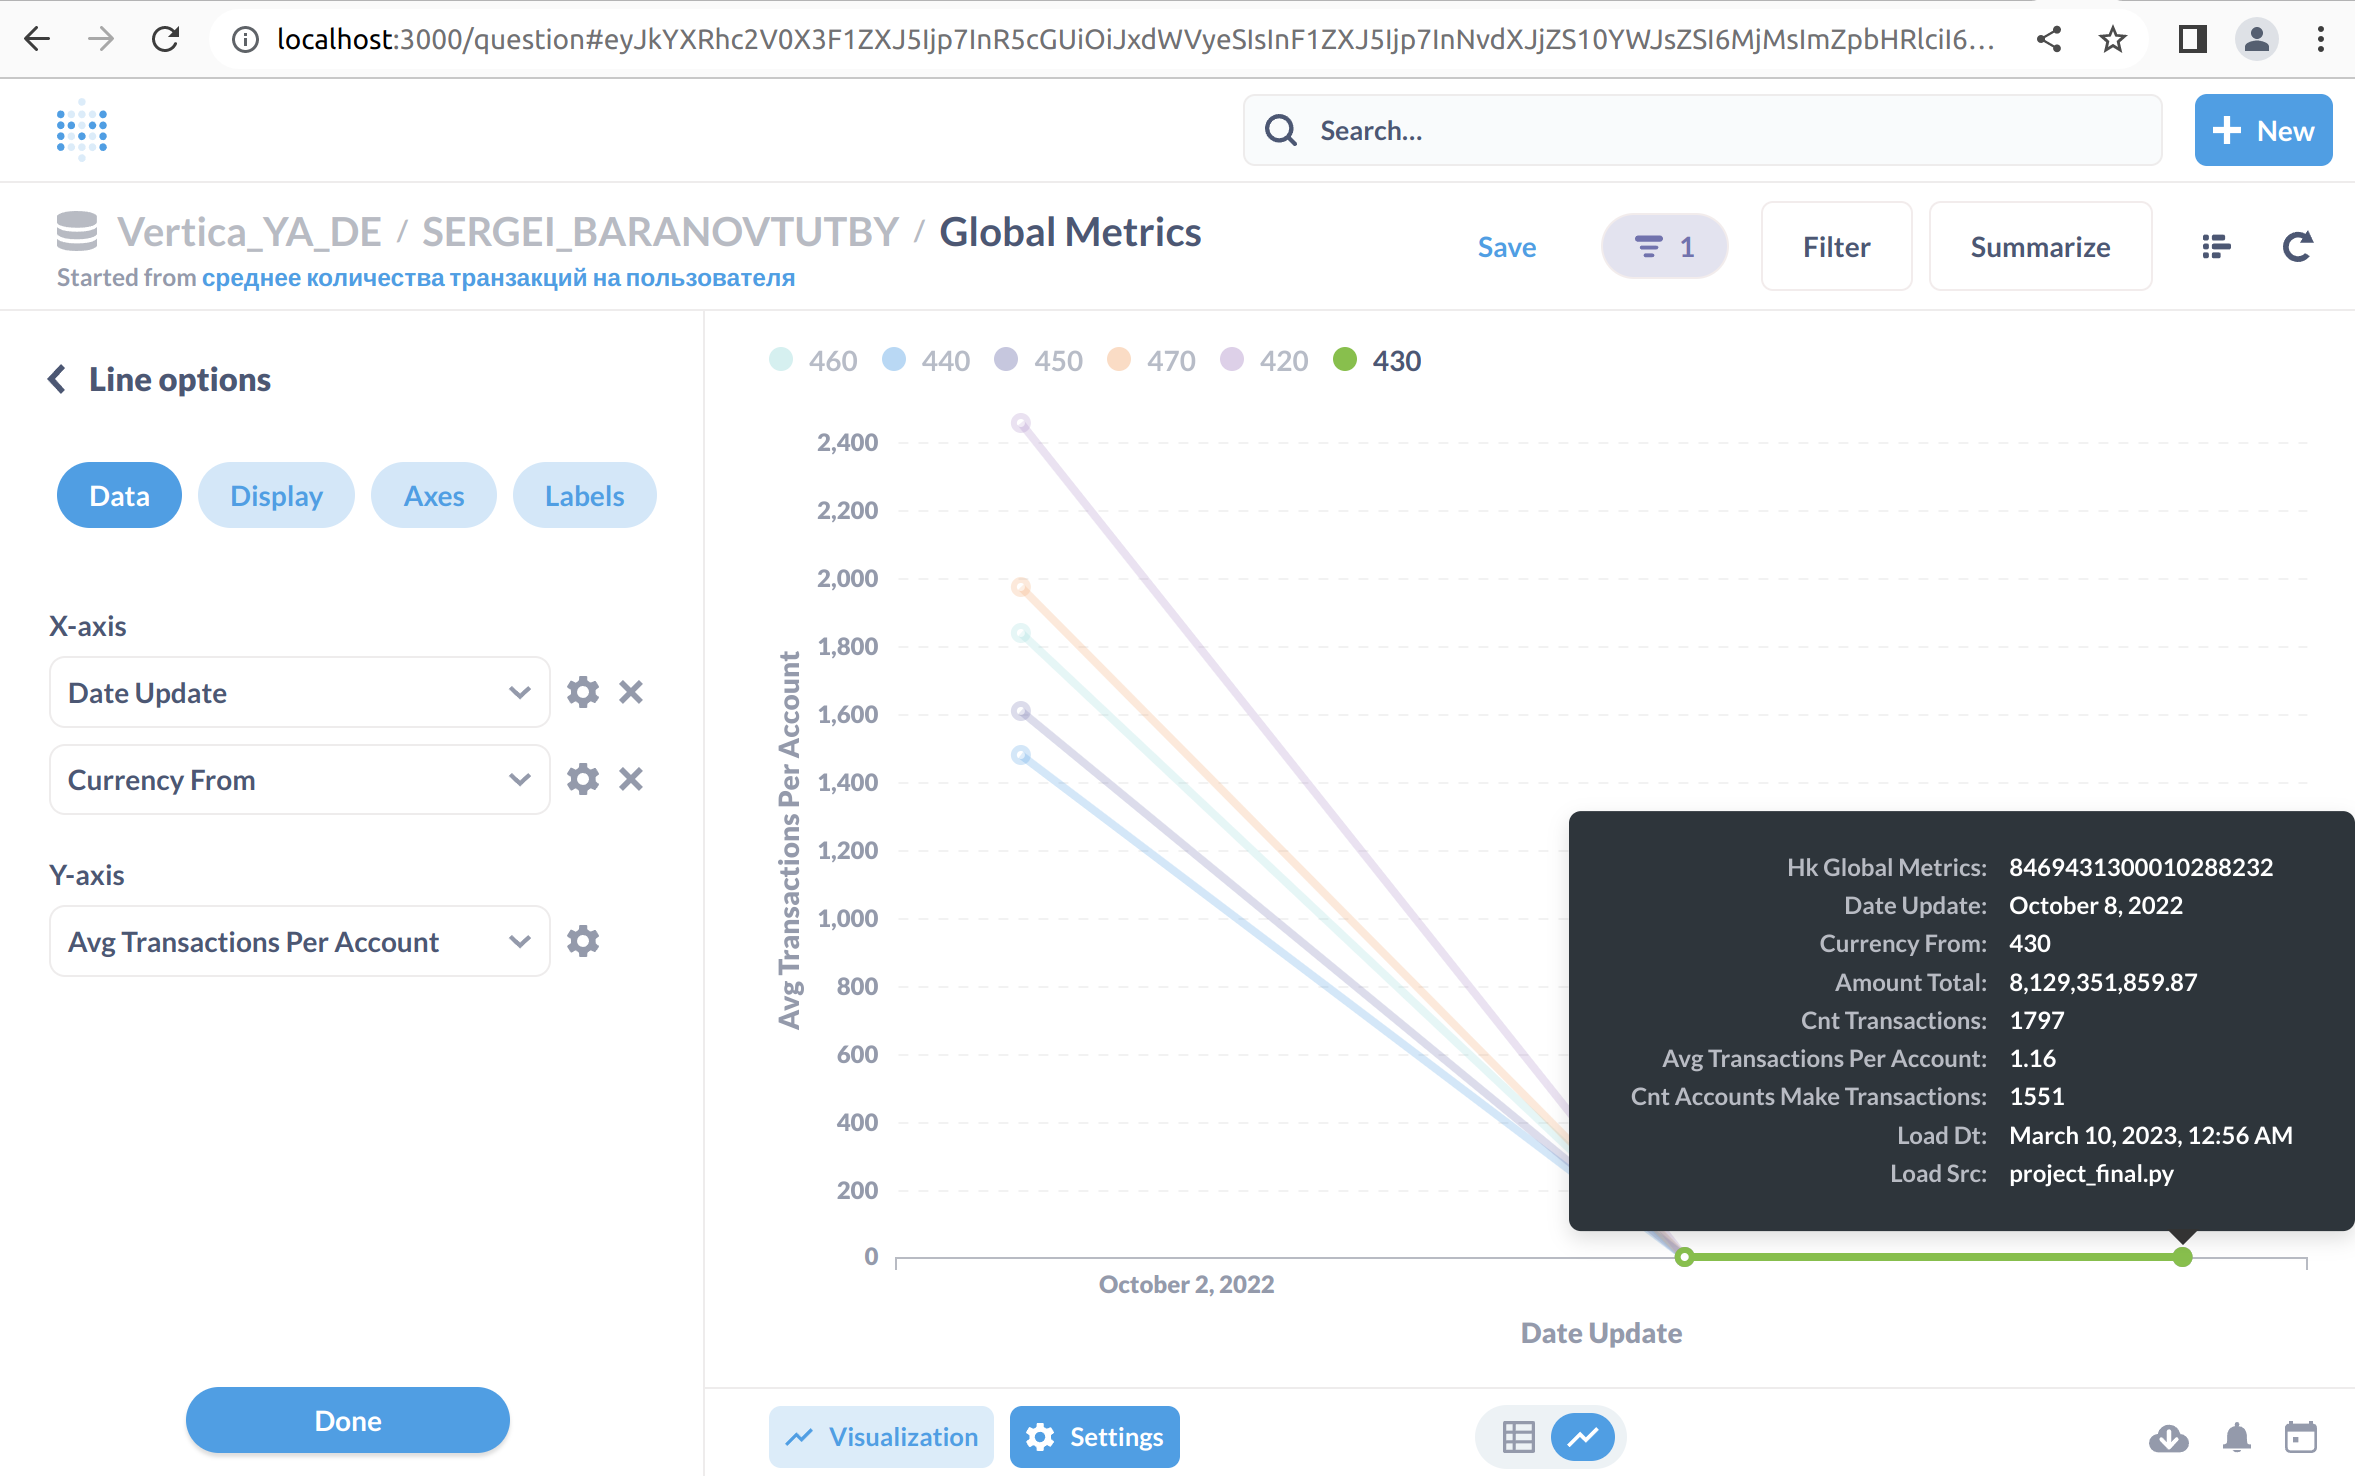 localhost:3000/question#eyJkYXRhc2V0X3F1ZXJ5Ijp7InR5cGUiOiJxdWVyeSIsInF1ZXJ5Ijp7InNvdXJjZS10YWJsZSI6MjMsImZpbHRlciI6...
Search...
New
Vertica_YA_DE / SERGEI_BARANOVTUTBY / Global Metrics
Started from среднее количества транзакций на пользователя
Save
1
Filter
Summarize
Line options
Data
Display
Axes
Labels
X-axis
Date Update
Currency From
Y-axis
Avg Transactions Per Account
Done
460 440 450 470 420 430
Avg Transactions Per Account
2,400
2,200
2,000
1,800
1,600
1,400
1,200
1,000
800
600
400
200
0
October 2, 2022
Date Update
Hk Global Metrics: 8469431300010288232
Date Update: October 8, 2022
Currency From: 430
Amount Total: 8,129,351,859.87
Cnt Transactions: 1797
Avg Transactions Per Account: 1.16
Cnt Accounts Make Transactions: 1551
Load Dt: March 10, 2023, 12:56 AM
Load Src: project_final.py
Visualization
Settings